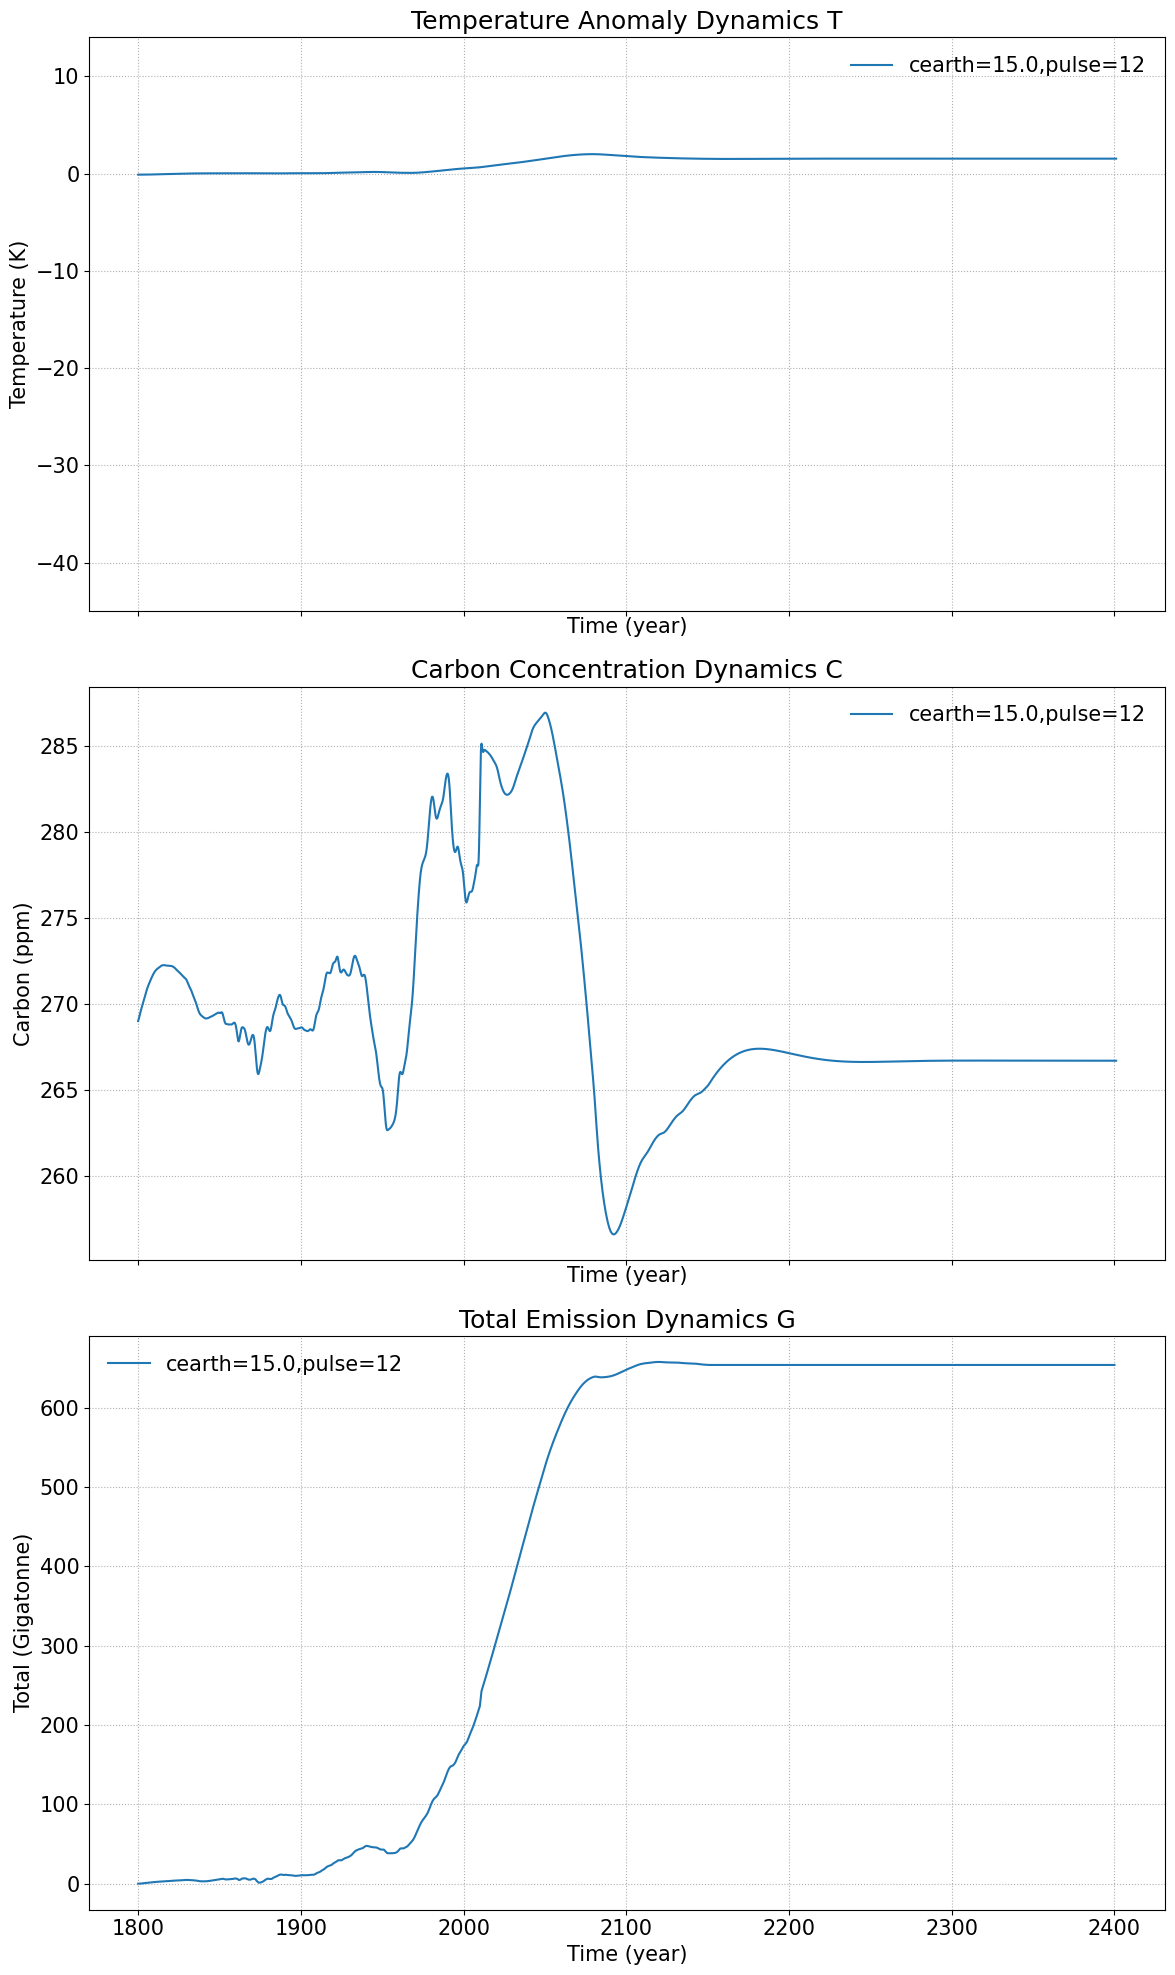 Temperature Anomaly Dynamics T
cearth=15.0,pulse=12
10
0
−10
−20
−30
−40
Temperature (K)
Time (year)
Carbon Concentration Dynamics C
cearth=15.0,pulse=12
285
280
275
270
265
260
Carbon (ppm)
Time (year)
Total Emission Dynamics G
cearth=15.0,pulse=12
600
500
400
300
200
100
0
Total (Gigatonne)
1800 1900 2000 2100 2200 2300 2400
Time (year)